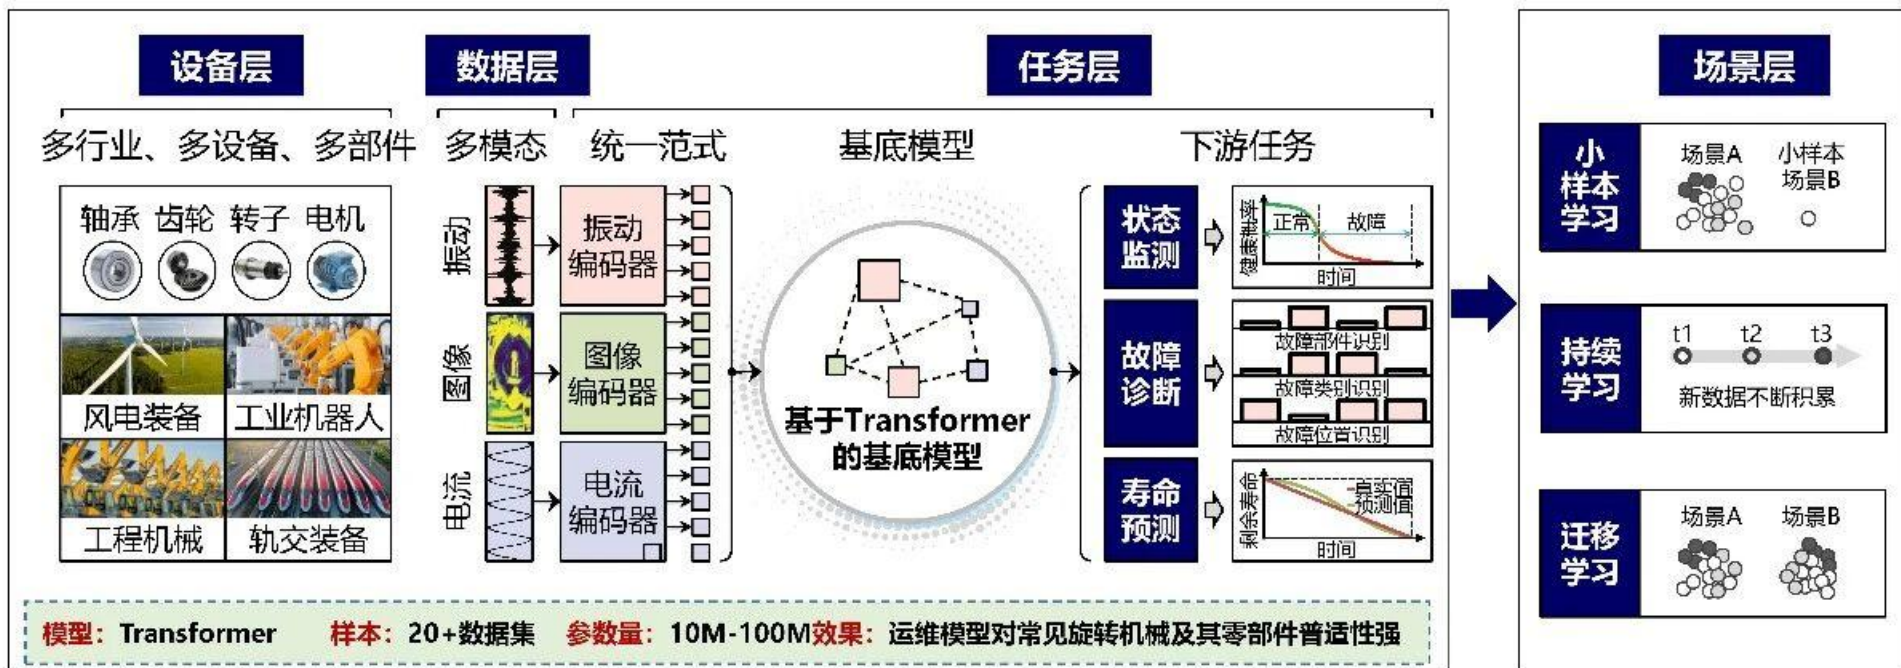 设备层
数据层
任务层
场景层
多行业、多设备、多部件
多模态
统一范式
基底模型
下游任务
轴承
齿轮
转子
电机
风电装备
工业机器人
工程机械
轨交装备
振动
图像
电流
振动
编码器
图像
编码器
电流
编码器
基于Transformer
的基底模型
状态
监测
健康概率
正常
故障
时间
故障
诊断
故障部件识别
故障类别识别
故障位置识别
寿命
预测
剩余寿命
真实值
预测值
时间
小
样本
学习
场景A
小样本
场景B
持续
学习
t1
t2
t3
新数据不断积累
迁移
学习
场景A
场景B
模型：Transformer 样本：20+数据集 参数量：10M-100M效果：运维模型对常见旋转机械及其零部件普适性强